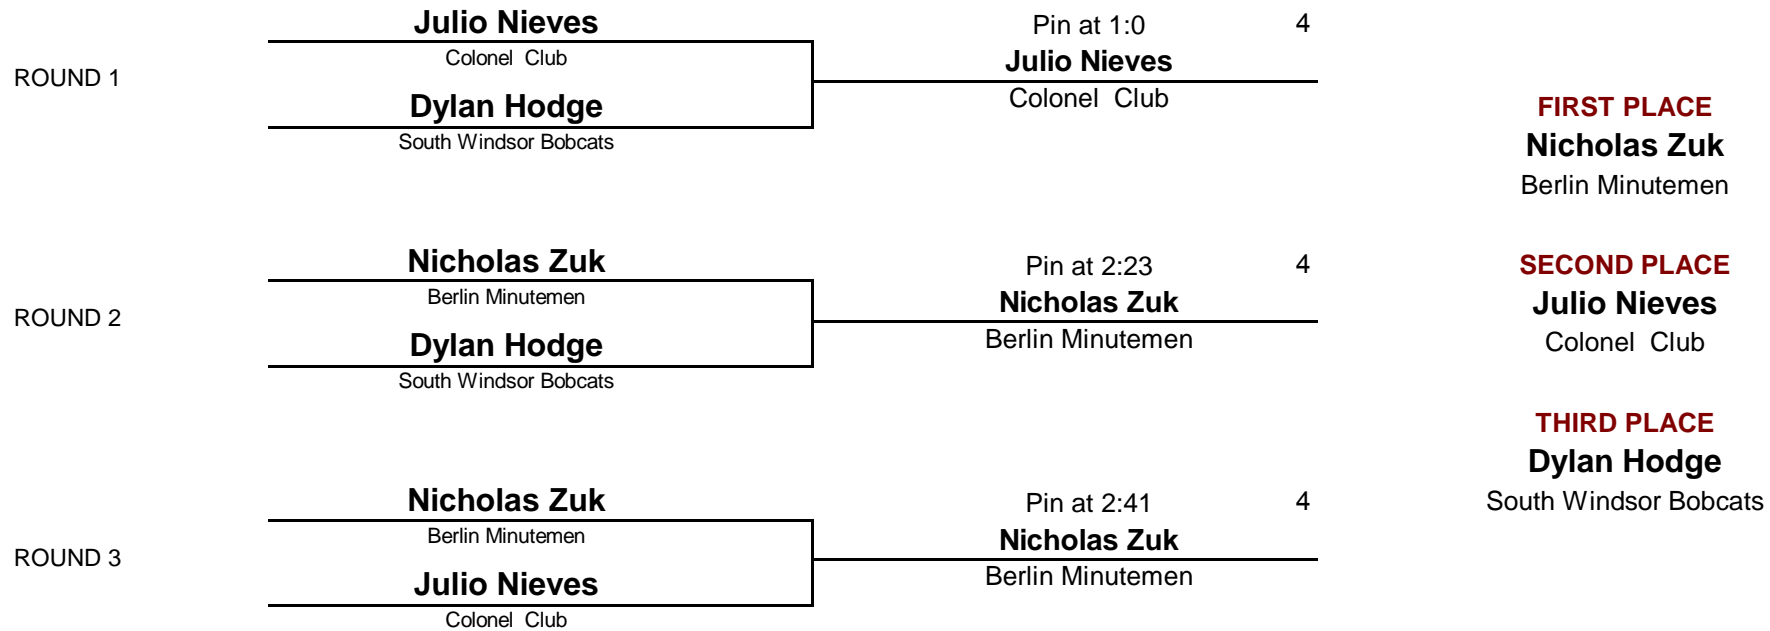 ROUND 1
Julio Nieves
Colonel  Club
Dylan Hodge
South Windsor Bobcats
Pin at 1:0 4
Julio Nieves
Colonel  Club
ROUND 2
Nicholas Zuk
Berlin Minutemen
Dylan Hodge
South Windsor Bobcats
Pin at 2:23 4
Nicholas Zuk
Berlin Minutemen
ROUND 3
Nicholas Zuk
Berlin Minutemen
Julio Nieves
Colonel  Club
Pin at 2:41 4
Nicholas Zuk
Berlin Minutemen
FIRST PLACE
Nicholas Zuk
Berlin Minutemen
SECOND PLACE
Julio Nieves
Colonel  Club
THIRD PLACE
Dylan Hodge
South Windsor Bobcats